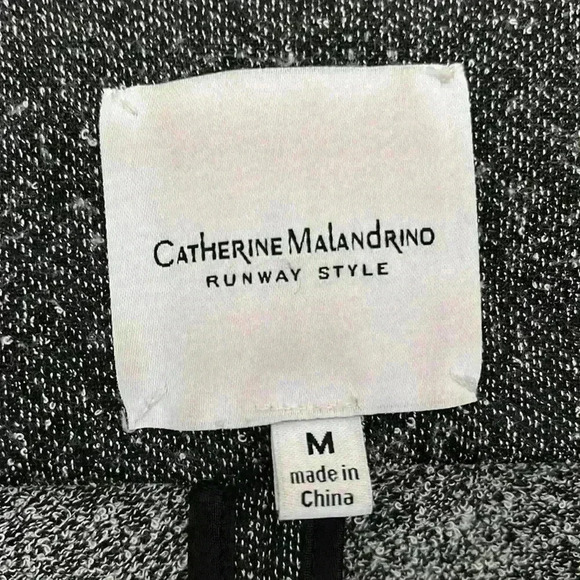 CATHERINE MALANDRINO
RUNWAY STYLE
M
made in
China